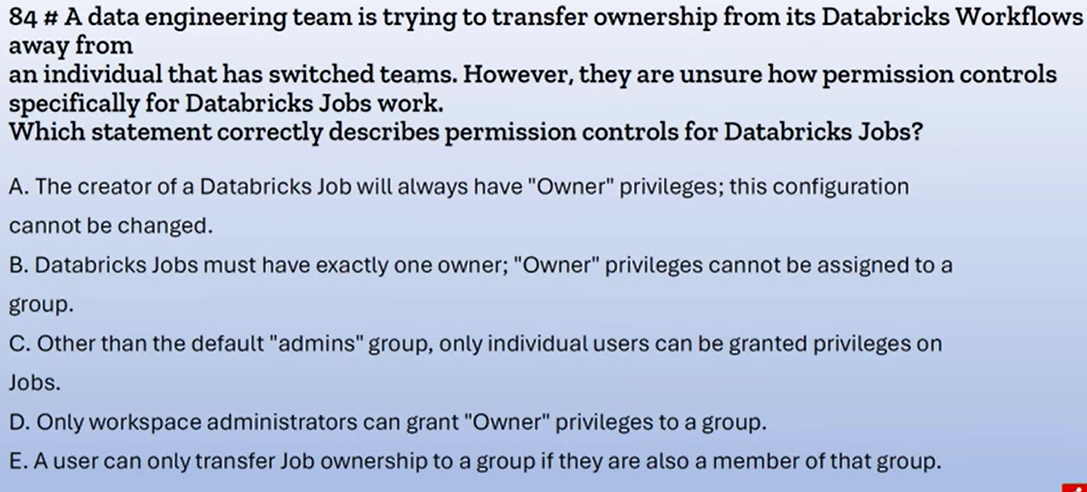 84 # A data engineering team is trying to transfer ownership from its Databricks Workflows
away from
an individual that has switched teams. However, they are unsure how permission controls
specifically for Databricks Jobs work.
Which statement correctly describes permission controls for Databricks Jobs?
A. The creator of a Databricks Job will always have "Owner" privileges; this configuration
cannot be changed.
B. Databricks Jobs must have exactly one owner; "Owner" privileges cannot be assigned to a
group.
C. Other than the default "admins" group, only individual users can be granted privileges on
Jobs.
D. Only workspace administrators can grant "Owner" privileges to a group.
E. A user can only transfer Job ownership to a group if they are also a member of that group.